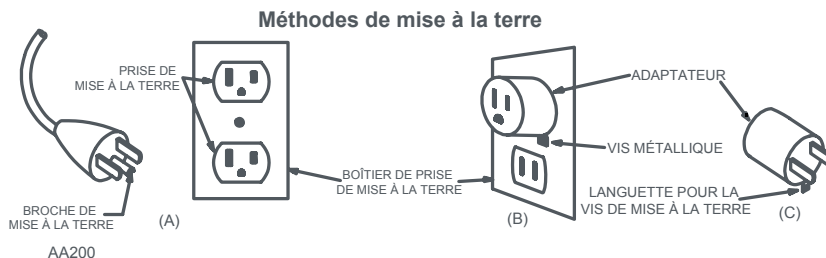 Méthodes de mise à la terre
PRISE DE
MISE À LA TERRE
ADAPTATEUR
VIS MÉTALLIQUE
BOÎTIER DE PRISE
DE MISE À LA TERRE
LANGUETTE POUR LA
VIS DE MISE À LA TERRE
BROCHE DE
MISE À LA TERRE
(A)
(B)
(C)
AA200